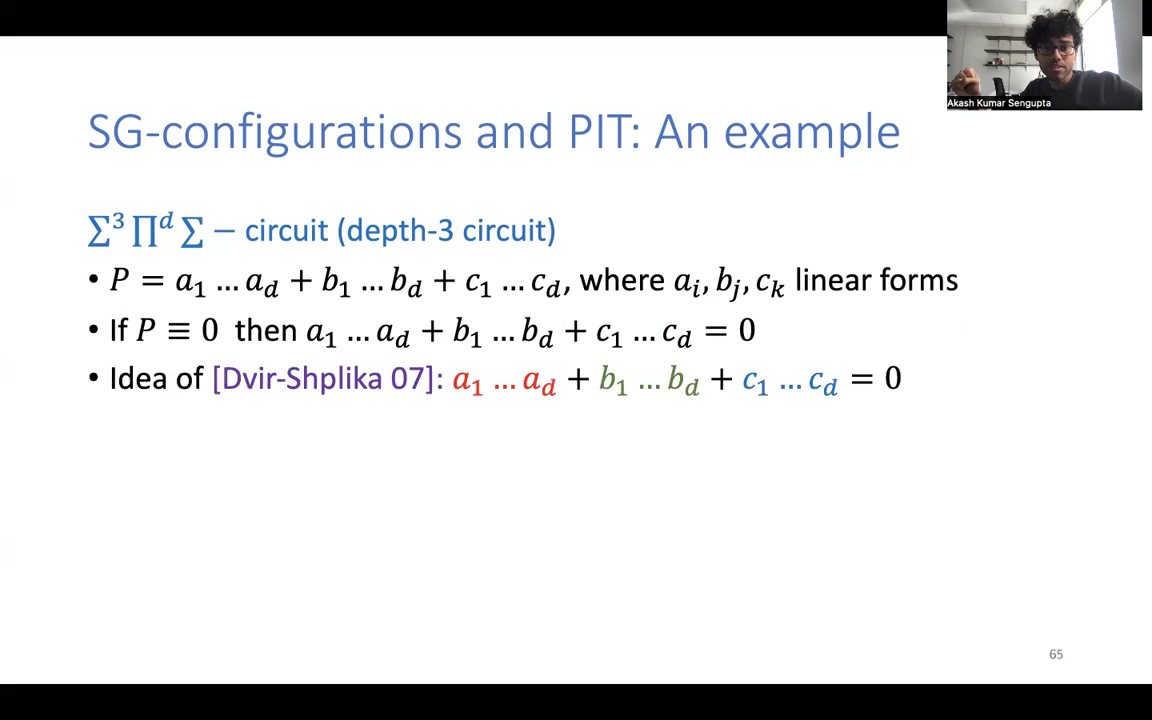 Akash Kumar Sengupta
SG-configurations and PIT: An example
∑³∏ᵈ∑ − circuit (depth-3 circuit)
• P = a₁ … a_d + b₁ … b_d + c₁ … c_d, where aᵢ, bⱼ, cₖ linear forms
• If P ≡ 0 then a₁ … a_d + b₁ … b_d + c₁ … c_d = 0
• Idea of [Dvir-Shplika 07]: a₁ … a_d + b₁ … b_d + c₁ … c_d = 0
65